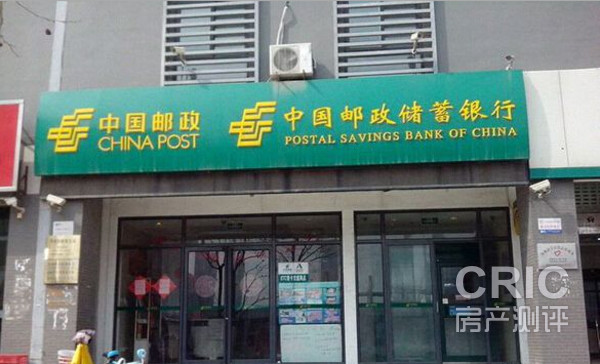 中国邮政
CHINA POST
中国邮政储蓄银行
POSTAL SAVINGS BANK OF CHINA
CRIC
房产测评